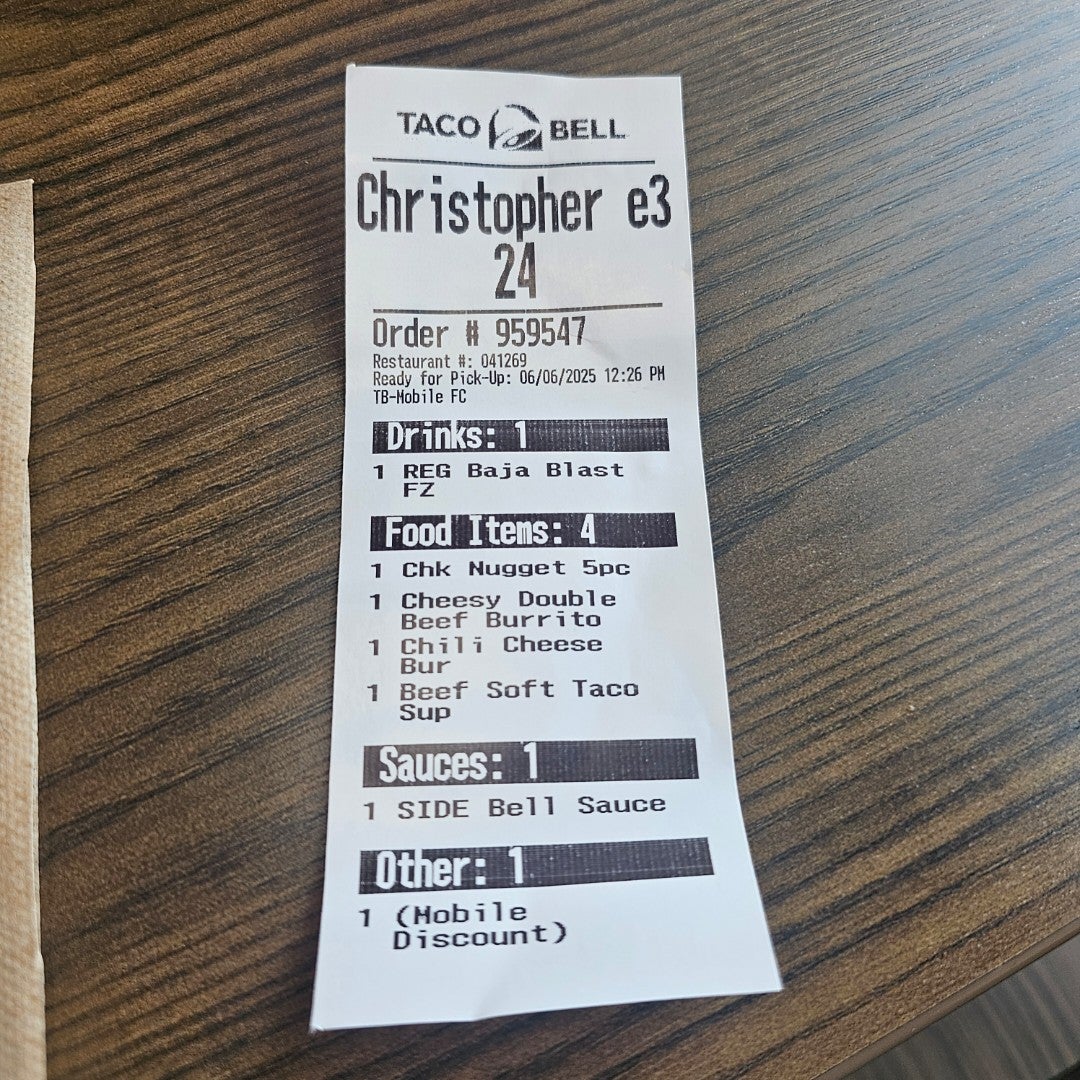 TACO BELL
Christopher e3
24
Order # 959547
Restaurant #: 041269
Ready for Pick-Up: 06/06/2025 12:26 PM
TB-Mobile FC
Drinks: 1
1 REG Baja Blast
FZ
Food Items: 4
1 Chk Nugget 5pc
1 Cheesy Double
Beef Burrito
1 Chili Cheese
Bur
1 Beef Soft Taco
Sup
Sauces: 1
1 SIDE Bell Sauce
Other: 1
1 (Mobile
Discount)